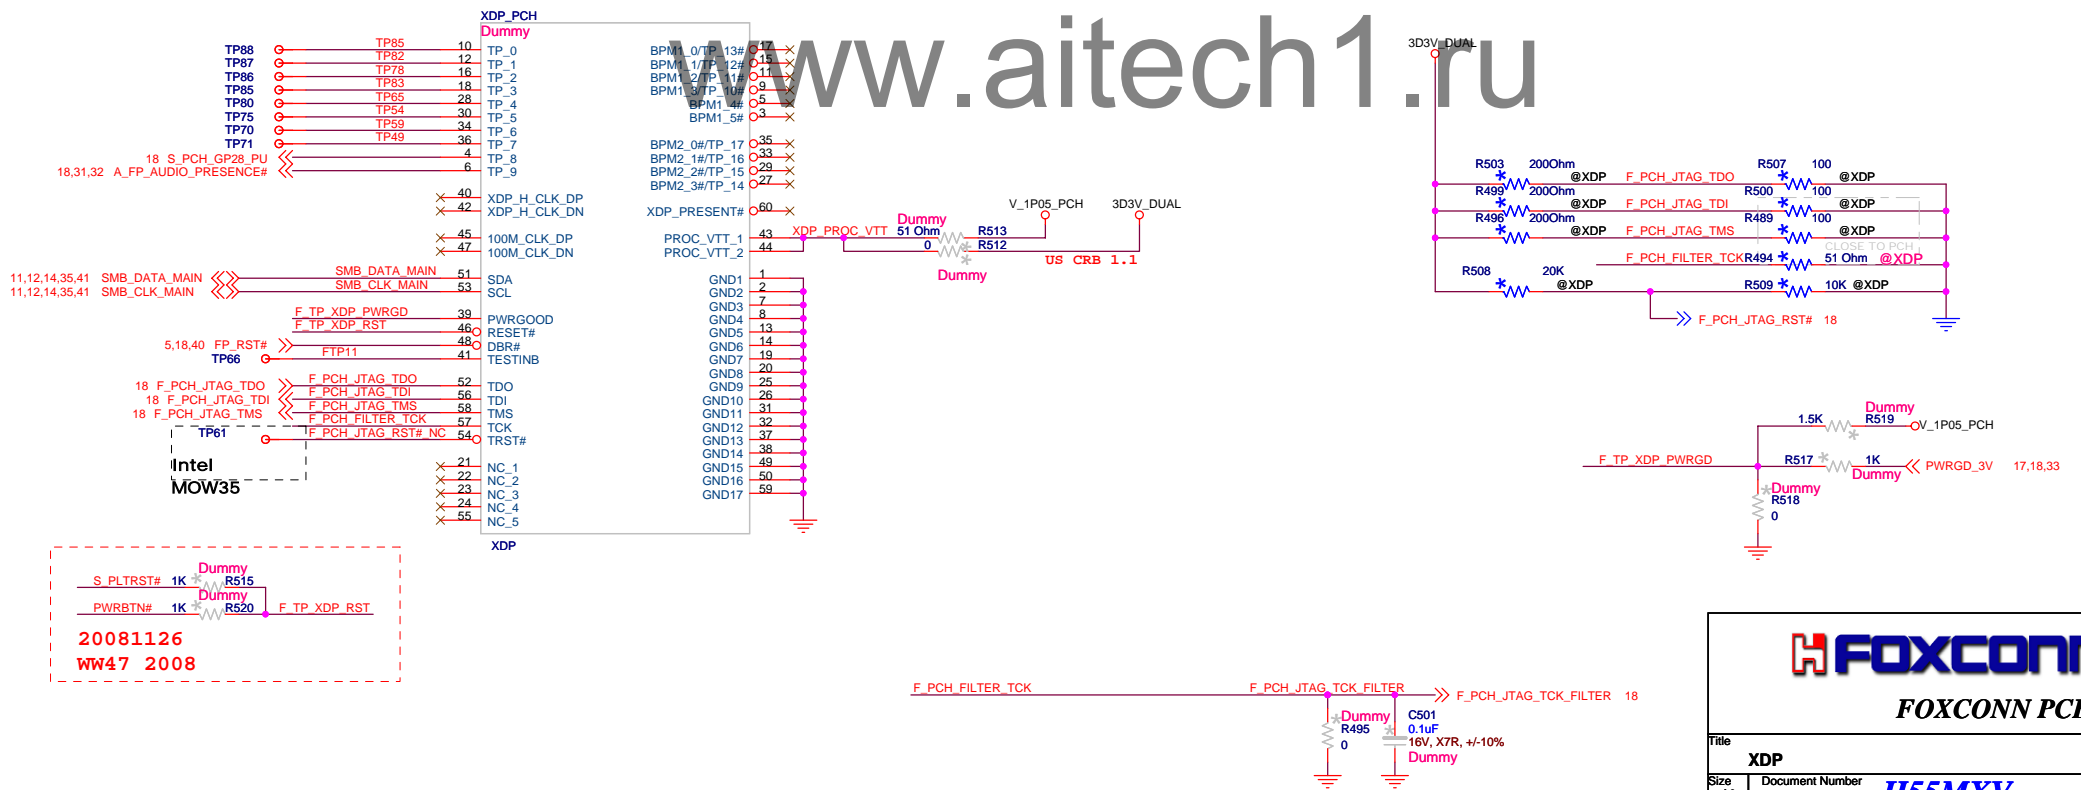 www.aitech1.ru
XDP_PCH
Dummy
TP88 TP85 10 TP_0
TP87 TP82 12 TP_1
TP86 TP78 16 TP_2
TP85 TP83 18 TP_3
TP80 TP65 28 TP_4
TP75 TP54 30 TP_5
TP70 TP59 34 TP_6
TP71 TP49 36 TP_7
18 S_PCH_GP28_PU 4 TP_8
18,31,32 A_FP_AUDIO_PRESENCE# 6 TP_9
40 XDP_H_CLK_DP
42 XDP_H_CLK_DN
45 100M_CLK_DP
47 100M_CLK_DN
11,12,14,35,41 SMB_DATA_MAIN SMB_DATA_MAIN 51 SDA
11,12,14,35,41 SMB_CLK_MAIN SMB_CLK_MAIN 53 SCL
F_TP_XDP_PWRGD 39 PWRGOOD
F_TP_XDP_RST 46 RESET#
5,18,40 FP_RST# 48 DBR#
TP66 FTP11 41 TESTINB
18 F_PCH_JTAG_TDO F_PCH_JTAG_TDO 52 TDO
18 F_PCH_JTAG_TDI F_PCH_JTAG_TDI 56 TDI
18 F_PCH_JTAG_TMS F_PCH_JTAG_TMS 58 TMS
F_PCH_FILTER_TCK 57 TCK
TP61 F_PCH_JTAG_RST#_NC 54 TRST#
Intel
MOW35
21 NC_1
22 NC_2
23 NC_3
24 NC_4
55 NC_5
BPM1_0/TP_13# 17
BPM1_1/TP_12# 15
BPM1_2/TP_11# 11
BPM1_3/TP_10# 9
BPM1_4# 5
BPM1_5# 3
BPM2_0#/TP_17 35
BPM2_1#/TP_16 33
BPM2_2#/TP_15 29
BPM2_3#/TP_14 27
XDP_PRESENT# 60
PROC_VTT_1 43
PROC_VTT_2 44
GND1 1
GND2 2
GND3 7
GND4 8
GND5 13
GND6 14
GND7 19
GND8 20
GND9 25
GND10 26
GND11 31
GND12 32
GND13 37
GND14 38
GND15 49
GND16 50
GND17 59
XDP
V_1P05_PCH 3D3V_DUAL
Dummy
XDP_PROC_VTT 51 Ohm R513
0 R512
US CRB 1.1
Dummy
3D3V_DUAL
R503 200Ohm @XDP F_PCH_JTAG_TDO R507 100 @XDP
R499 200Ohm @XDP F_PCH_JTAG_TDI R500 100 @XDP
R496 200Ohm @XDP F_PCH_JTAG_TMS R489 100 @XDP
CLOSE TO PCH
F_PCH_FILTER_TCK R494 51 Ohm @XDP
R508 20K @XDP R509 10K @XDP
F_PCH_JTAG_RST# 18
Dummy
1.5K R519 V_1P05_PCH
F_TP_XDP_PWRGD R517 1K PWRGD_3V 17,18,33
Dummy
Dummy
R518
0
Dummy
S_PLTRST# 1K R515
Dummy
PWRBTN# 1K R520 F_TP_XDP_RST
20081126
WW47 2008
F_PCH_FILTER_TCK F_PCH_JTAG_TCK_FILTER F_PCH_JTAG_TCK_FILTER 18
Dummy
R495
0
C501
0.1uF
16V, X7R, +/-10%
Dummy
FOXCONN
FOXCONN PCE
Title
XDP
Size Document Number H55MXV